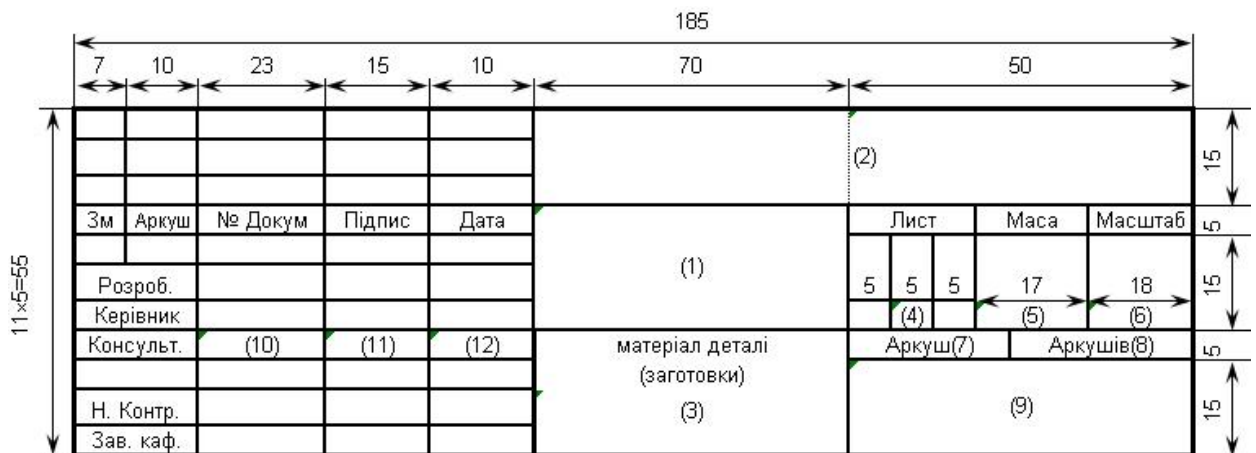 185
7 10 23 15 10 70 50
(2)
15
Зм Аркуш № Докум Підпис Дата Лист Маса Масштаб
5
(1)
11×5=55
Розроб. 5 5 5 17 18
15
Керівник (4) (5) (6)
Консульт. (10) (11) (12) матеріал деталі Аркуш(7) Аркушів(8)
5
(заготовки)
Н. Контр. (3) (9)
15
Зав. каф.